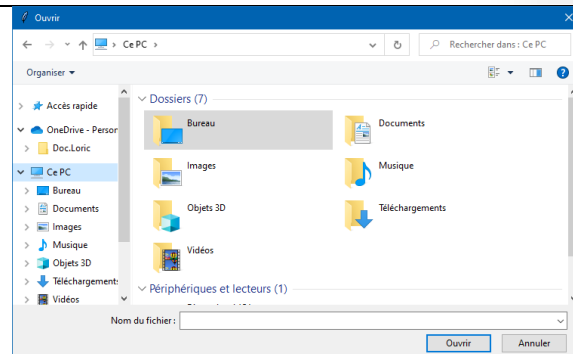 Ouvrir
Ce PC
Rechercher dans : Ce PC
Organiser
Accès rapide
OneDrive - Person
Doc.Loric
Ce PC
Bureau
Documents
Images
Musique
Objets 3D
Téléchargements
Vidéos
Dossiers (7)
Bureau
Documents
Images
Musique
Objets 3D
Téléchargements
Vidéos
Périphériques et lecteurs (1)
Nom du fichier :
Ouvrir
Annuler